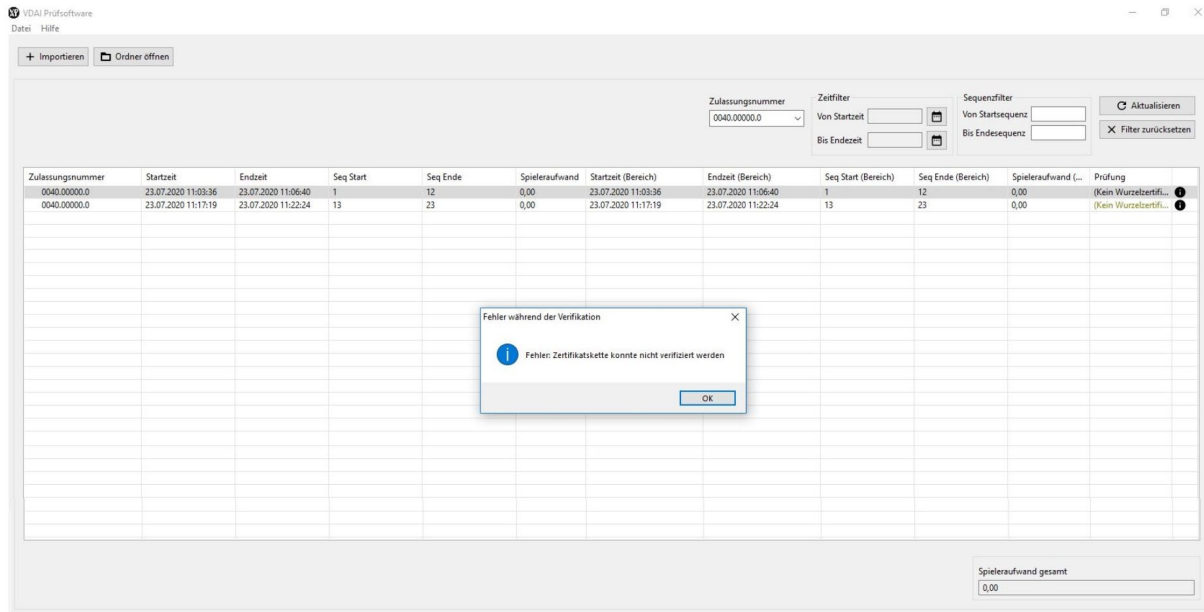 VDAI Prüfsoftware
Datei Hilfe
Importieren Ordner öffnen
Zulassungsnummer
0040.00000.0
Zeitfilter
Von Startzeit
Bis Endezeit
Sequenzfilter
Von Startsequenz
Bis Endesequenz
Aktualisieren
Filter zurücksetzen
Zulassungsnummer Startzeit Endzeit Seq Start Seq Ende Spieleraufwand Startzeit (Bereich) Endzeit (Bereich) Seq Start (Bereich) Seq Ende (Bereich) Spieleraufwand (... Prüfung
0040.00000.0 23.07.2020 11:03:36 23.07.2020 11:06:40 1 12 0,00 23.07.2020 11:03:36 23.07.2020 11:06:40 1 12 0,00 (Kein Wurzelzertifi...
0040.00000.0 23.07.2020 11:17:19 23.07.2020 11:22:24 13 23 0,00 23.07.2020 11:17:19 23.07.2020 11:22:24 13 23 0,00 (Kein Wurzelzertifi...
Fehler während der Verifikation
Fehler: Zertifikatskette konnte nicht verifiziert werden
OK
Spieleraufwand gesamt
0,00